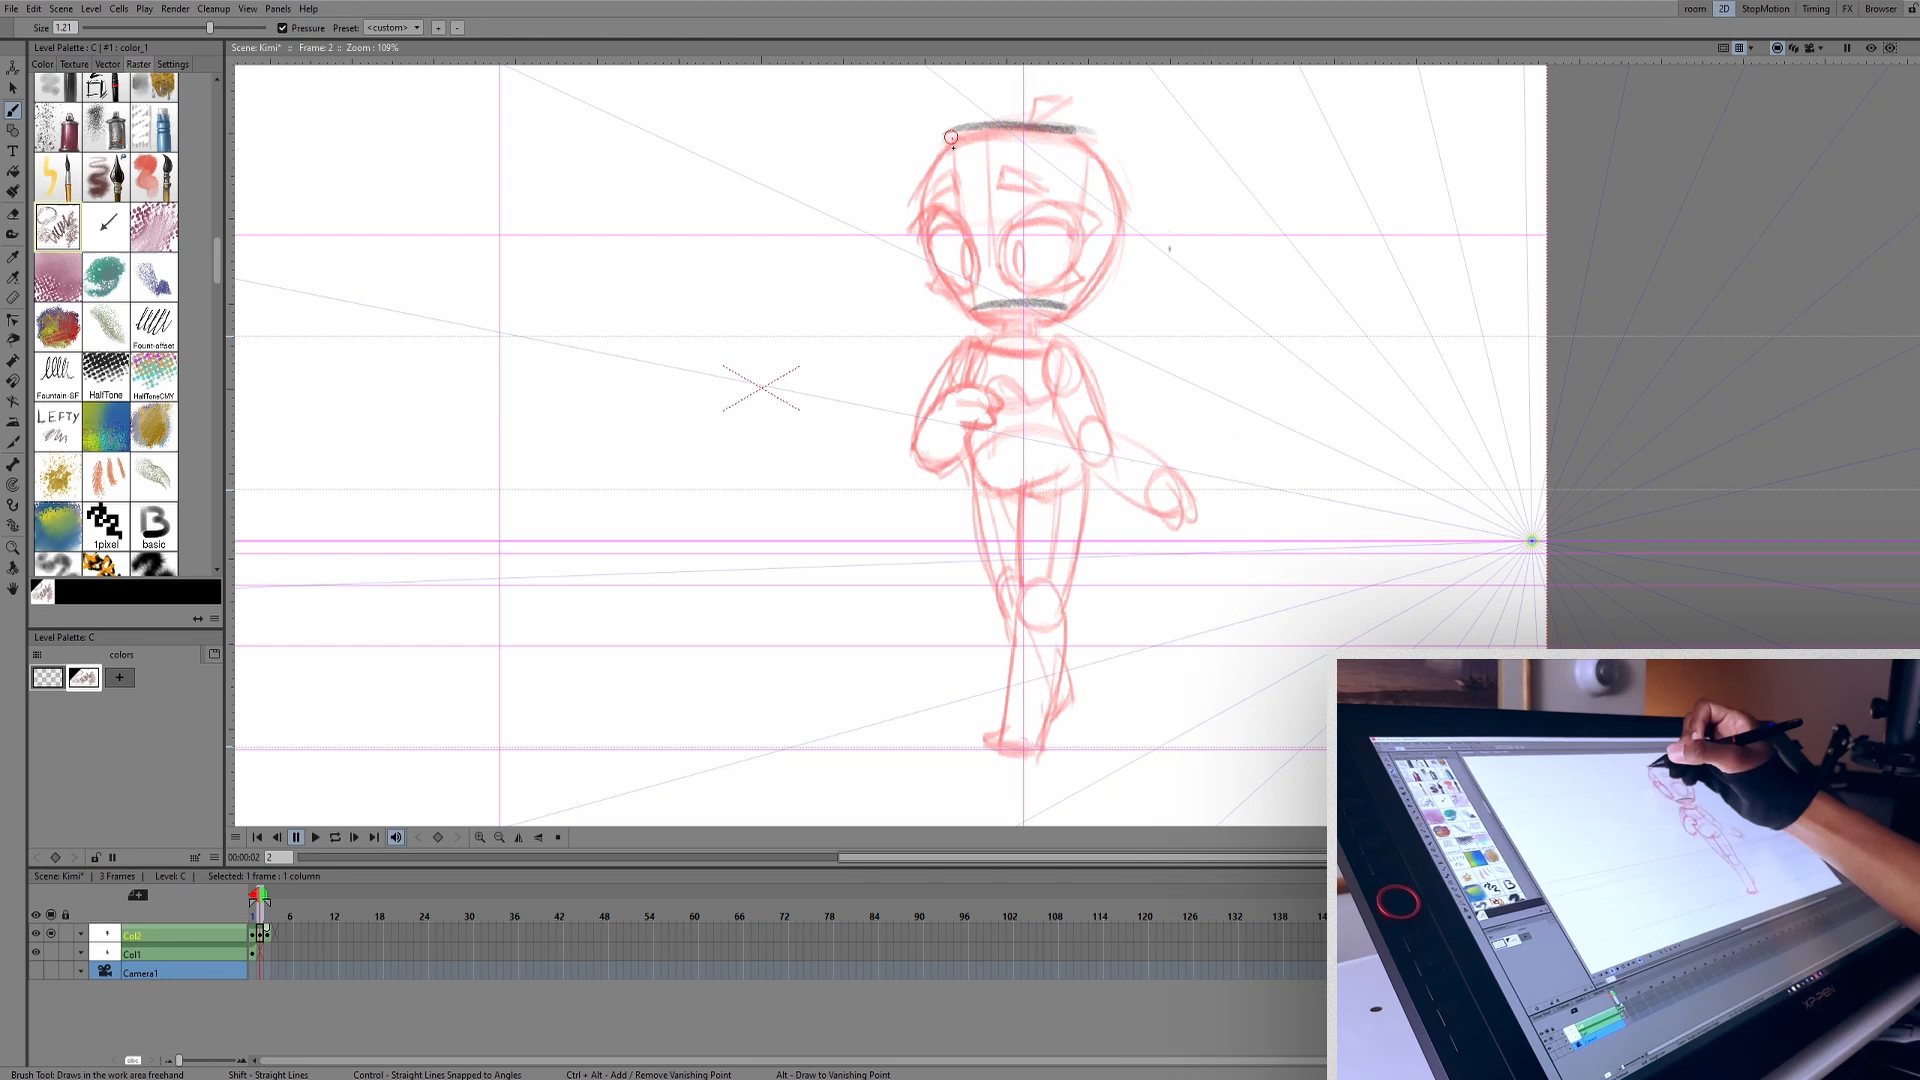 File Edit Scene Level Cells Play Render Cleanup View Panels Help
room 2D StopMotion Timing FX Browser
Size 1.21 Pressure Preset: <custom> + -
Level Palette : C | #1 : color_1
Scene: Kimi* :: Frame: 2 :: Zoom : 109%
Color Texture Vector Raster Settings
Fount-offset
Fountain-SF HalfTone HalfToneCMY
LEFTY
B
1pixel basic
Level Palette: C
colors
+
00:00:02 2
Scene: Kimi* | 3 Frames | Level: C Selected: 1 frame : 1 column
1 6 12 18 24 30 36 42 48 54 60 66 72 78 84 90 96 102 108 114 120 126 132 138
Col2
Col1
Camera1
abc
XP-PEN
Brush Tool: Draws in the work area freehand Shift - Straight Lines Control - Straight Lines Snapped to Angles Ctrl + Alt - Add / Remove Vanishing Point Alt - Draw to Vanishing Point